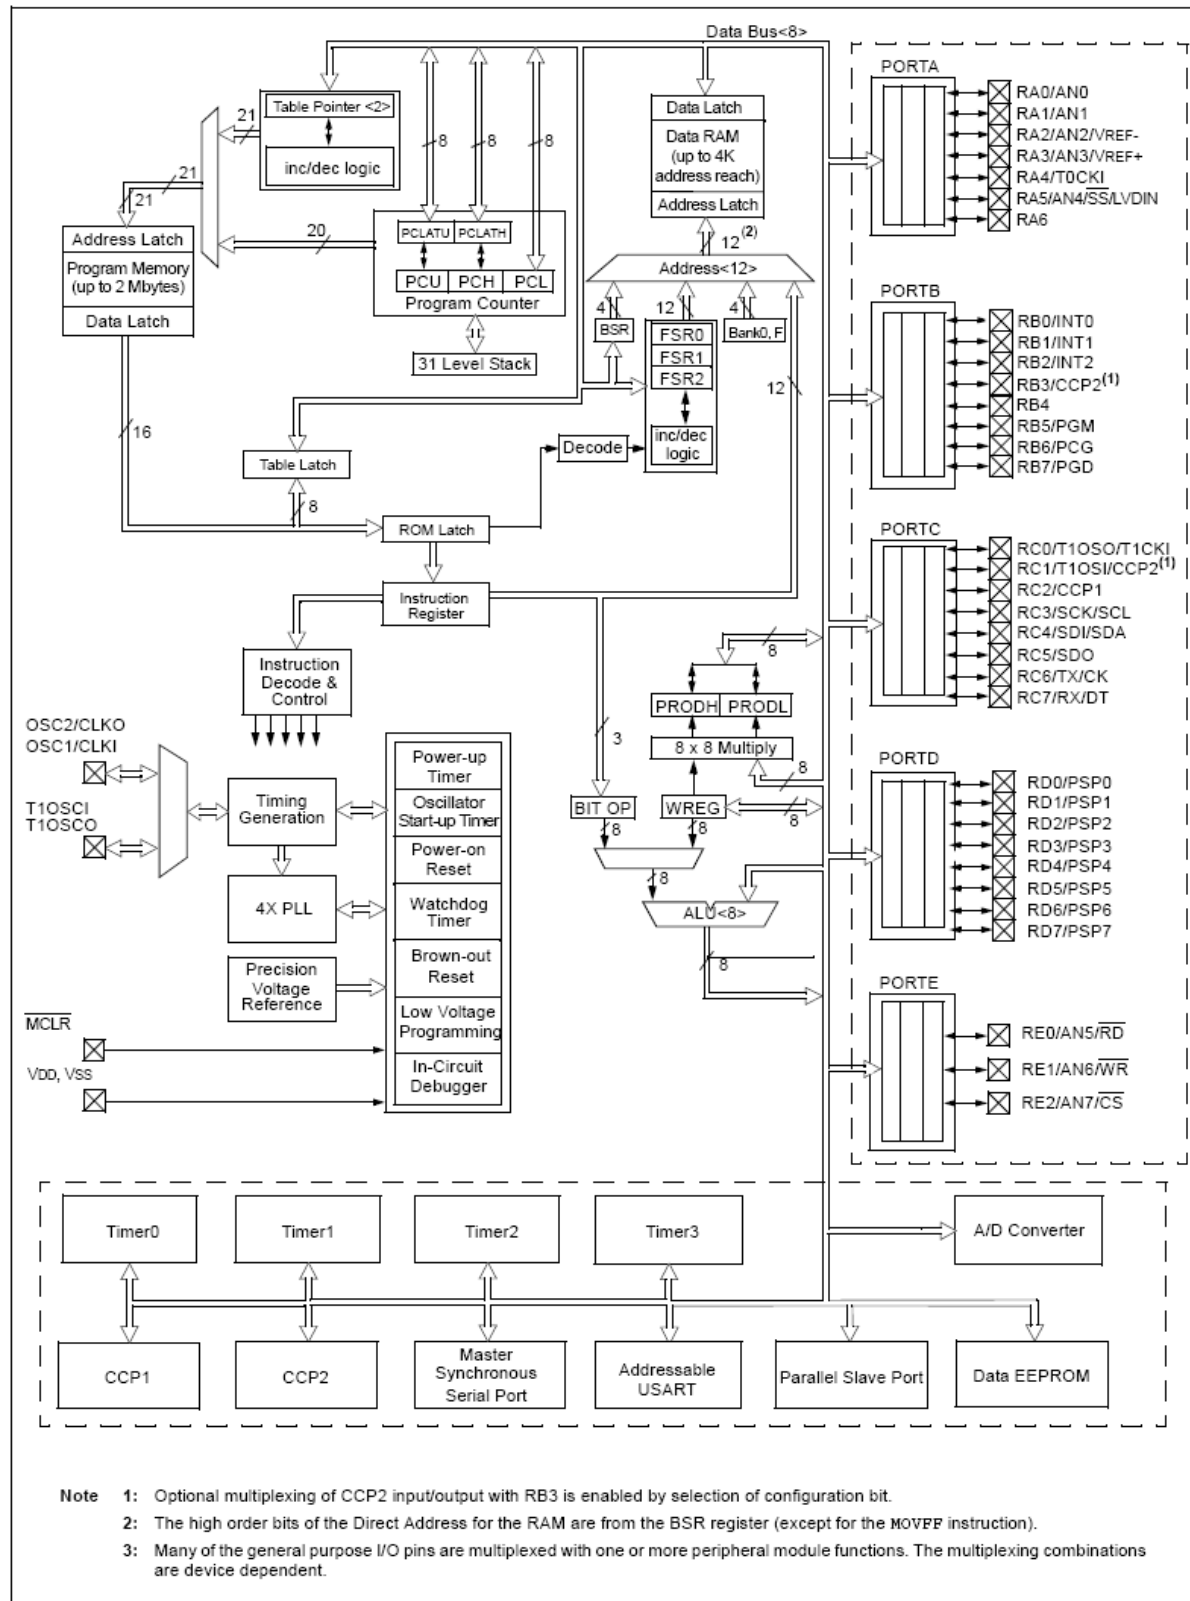 Data Bus<8>
Table Pointer <2>
inc/dec logic
21
21
21
20
8
8
8
Address Latch
Program Memory
(up to 2 Mbytes)
Data Latch
PCLATU
PCLATH
PCU
PCH
PCL
Program Counter
31 Level Stack
Data Latch
Data RAM
(up to 4K
address reach)
Address Latch
12(2)
Address<12>
4
12
4
BSR
FSR0
FSR1
FSR2
Bank0, F
inc/dec
logic
12
16
Decode
Table Latch
8
ROM Latch
Instruction
Register
Instruction
Decode &
Control
OSC2/CLKO
OSC1/CLKI
T1OSCI
T1OSCO
Timing
Generation
4X PLL
Precision
Voltage
Reference
MCLR
VDD, VSS
Power-up
Timer
Oscillator
Start-up Timer
Power-on
Reset
Watchdog
Timer
Brown-out
Reset
Low Voltage
Programming
In-Circuit
Debugger
8
PRODH
PRODL
8 x 8 Multiply
3
8
BIT OP
WREG
8
8
8
8
ALU<8>
8
PORTA
RA0/AN0
RA1/AN1
RA2/AN2/VREF-
RA3/AN3/VREF+
RA4/T0CKI
RA5/AN4/SS/LVDIN
RA6
PORTB
RB0/INT0
RB1/INT1
RB2/INT2
RB3/CCP2(1)
RB4
RB5/PGM
RB6/PCG
RB7/PGD
PORTC
RC0/T1OSO/T1CKI
RC1/T1OSI/CCP2(1)
RC2/CCP1
RC3/SCK/SCL
RC4/SDI/SDA
RC5/SDO
RC6/TX/CK
RC7/RX/DT
PORTD
RD0/PSP0
RD1/PSP1
RD2/PSP2
RD3/PSP3
RD4/PSP4
RD5/PSP5
RD6/PSP6
RD7/PSP7
PORTE
RE0/AN5/RD
RE1/AN6/WR
RE2/AN7/CS
Timer0
Timer1
Timer2
Timer3
A/D Converter
CCP1
CCP2
Master
Synchronous
Serial Port
Addressable
USART
Parallel Slave Port
Data EEPROM
Note 1: Optional multiplexing of CCP2 input/output with RB3 is enabled by selection of configuration bit.
2: The high order bits of the Direct Address for the RAM are from the BSR register (except for the MOVFF instruction).
3: Many of the general purpose I/O pins are multiplexed with one or more peripheral module functions. The multiplexing combinations
are device dependent.